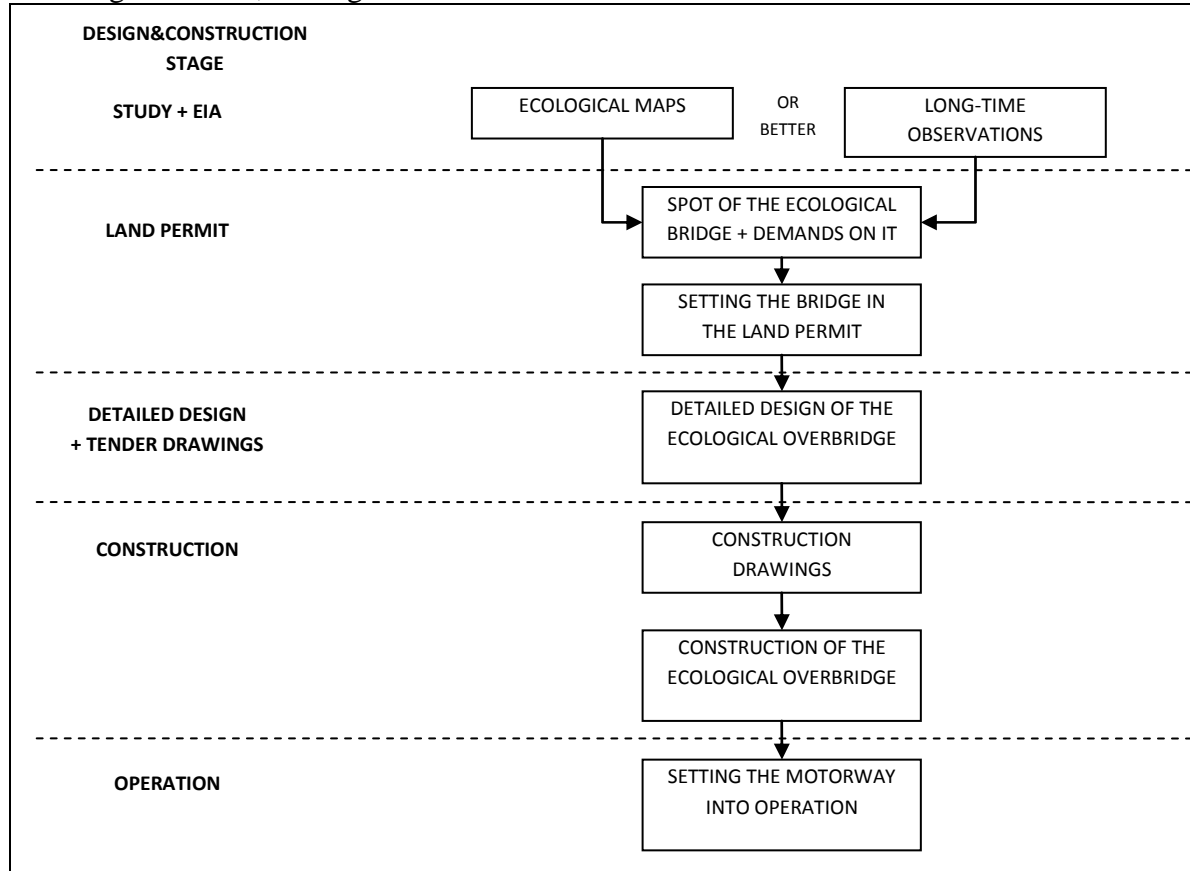 DESIGN&CONSTRUCTION
STAGE
STUDY + EIA
ECOLOGICAL MAPS
OR
BETTER
LONG-TIME
OBSERVATIONS
LAND PERMIT
SPOT OF THE ECOLOGICAL
BRIDGE + DEMANDS ON IT
SETTING THE BRIDGE IN
THE LAND PERMIT
DETAILED DESIGN
+ TENDER DRAWINGS
DETAILED DESIGN OF THE
ECOLOGICAL OVERBRIDGE
CONSTRUCTION
CONSTRUCTION
DRAWINGS
CONSTRUCTION OF THE
ECOLOGICAL OVERBRIDGE
OPERATION
SETTING THE MOTORWAY
INTO OPERATION